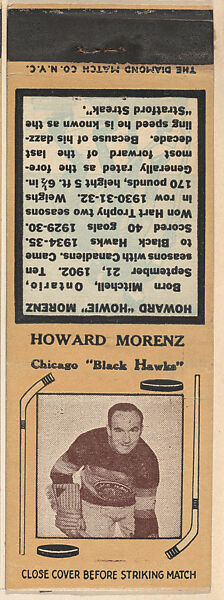 THE DIAMOND MATCH CO. N.Y.C.
HOWARD "HOWIE" MORENZ
Born Mitchell, Ontario,
September 21, 1902. Ten
seasons with Canadiens. Came
to Black Hawks 1934-35.
Scored 40 goals 1929-30.
Won Hart Trophy two seasons
in row 1930-31-32. Weighs
170 pounds, height 5 ft. 6½ in.
Generally rated as the fore-
most forward of the last
decade. Because of his dazz-
ling speed he is known as the
"Stratford Streak".
HOWARD MORENZ
Chicago "Black Hawks"
CLOSE COVER BEFORE STRIKING MATCH